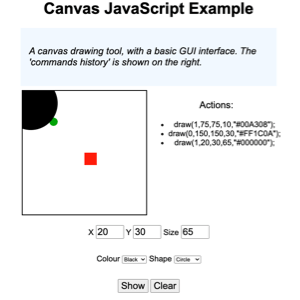 Canvas JavaScript Example
A canvas drawing tool, with a basic GUI interface. The
'commands history' is shown on the right.
Actions:
draw(1,75,75,10,"#00A308");
draw(0,150,150,30,"#FF1C0A");
draw(1,20,30,65,"#000000");
X 20 Y 30 Size 65
Colour Black Shape Circle
Show Clear